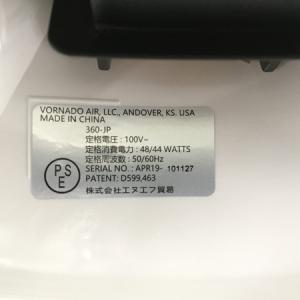 VORNADO AIR, LLC., ANDOVER, KS. USA
MADE IN CHINA
360-JP
定格電圧 : 100V~
定格消費電力 : 48/44 WATTS
定格周波数 : 50/60Hz
SERIAL NO. : APR19- 101127
PATENT: D599,463
株式会社エヌエフ貿易
PS
E